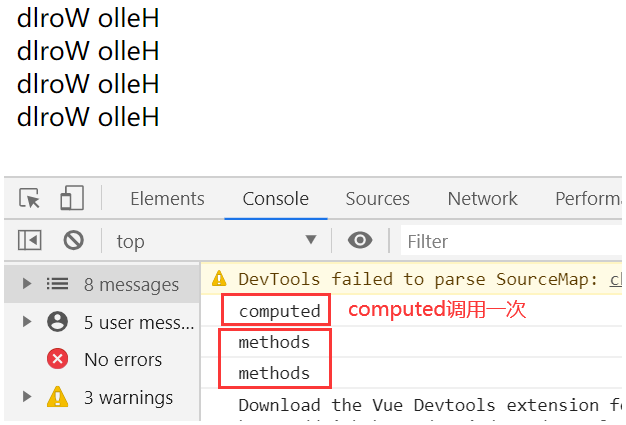 dlroW olleH
dlroW olleH
dlroW olleH
dlroW olleH
Elements Console Sources Network Performa
top Filter
8 messages
DevTools failed to parse SourceMap: c
computed computed调用一次
5 user mess...
methods
No errors
methods
3 warnings
Download the Vue Devtools extension fo